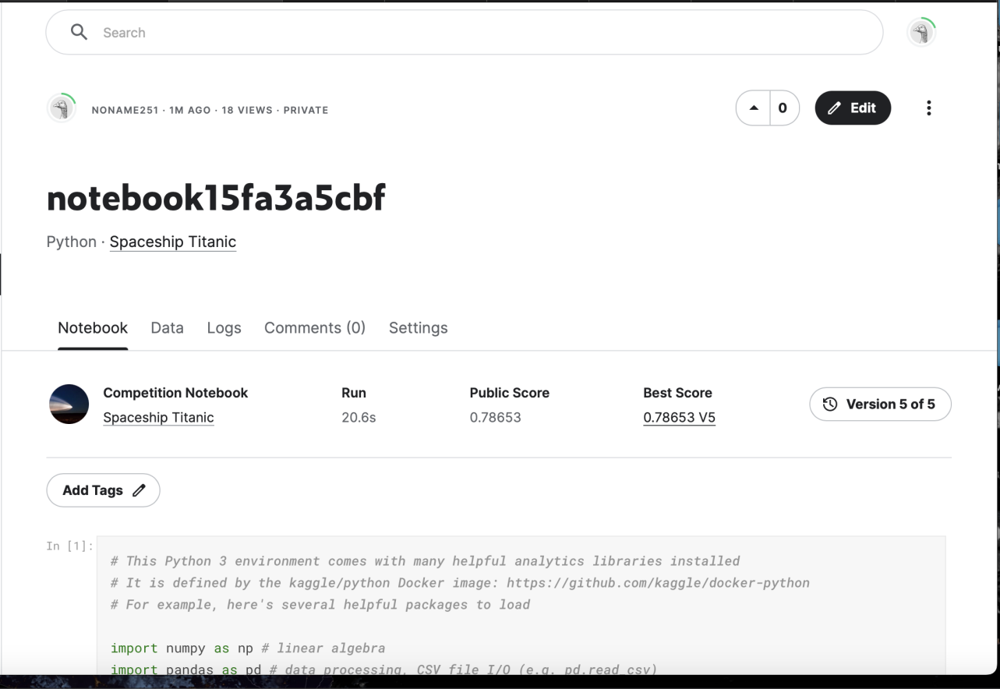 Search
NONAME251 · 1M AGO · 18 VIEWS · PRIVATE
0
Edit
notebook15fa3a5cbf
Python · Spaceship Titanic
Notebook Data Logs Comments (0) Settings
Competition Notebook Run Public Score Best Score
Spaceship Titanic 20.6s 0.78653 0.78653 V5
Version 5 of 5
Add Tags
In [1]:
# This Python 3 environment comes with many helpful analytics libraries installed
# It is defined by the kaggle/python Docker image: https://github.com/kaggle/docker-python
# For example, here's several helpful packages to load
import numpy as np # linear algebra
import pandas as pd # data processing, CSV file I/O (e.g. pd.read_csv)